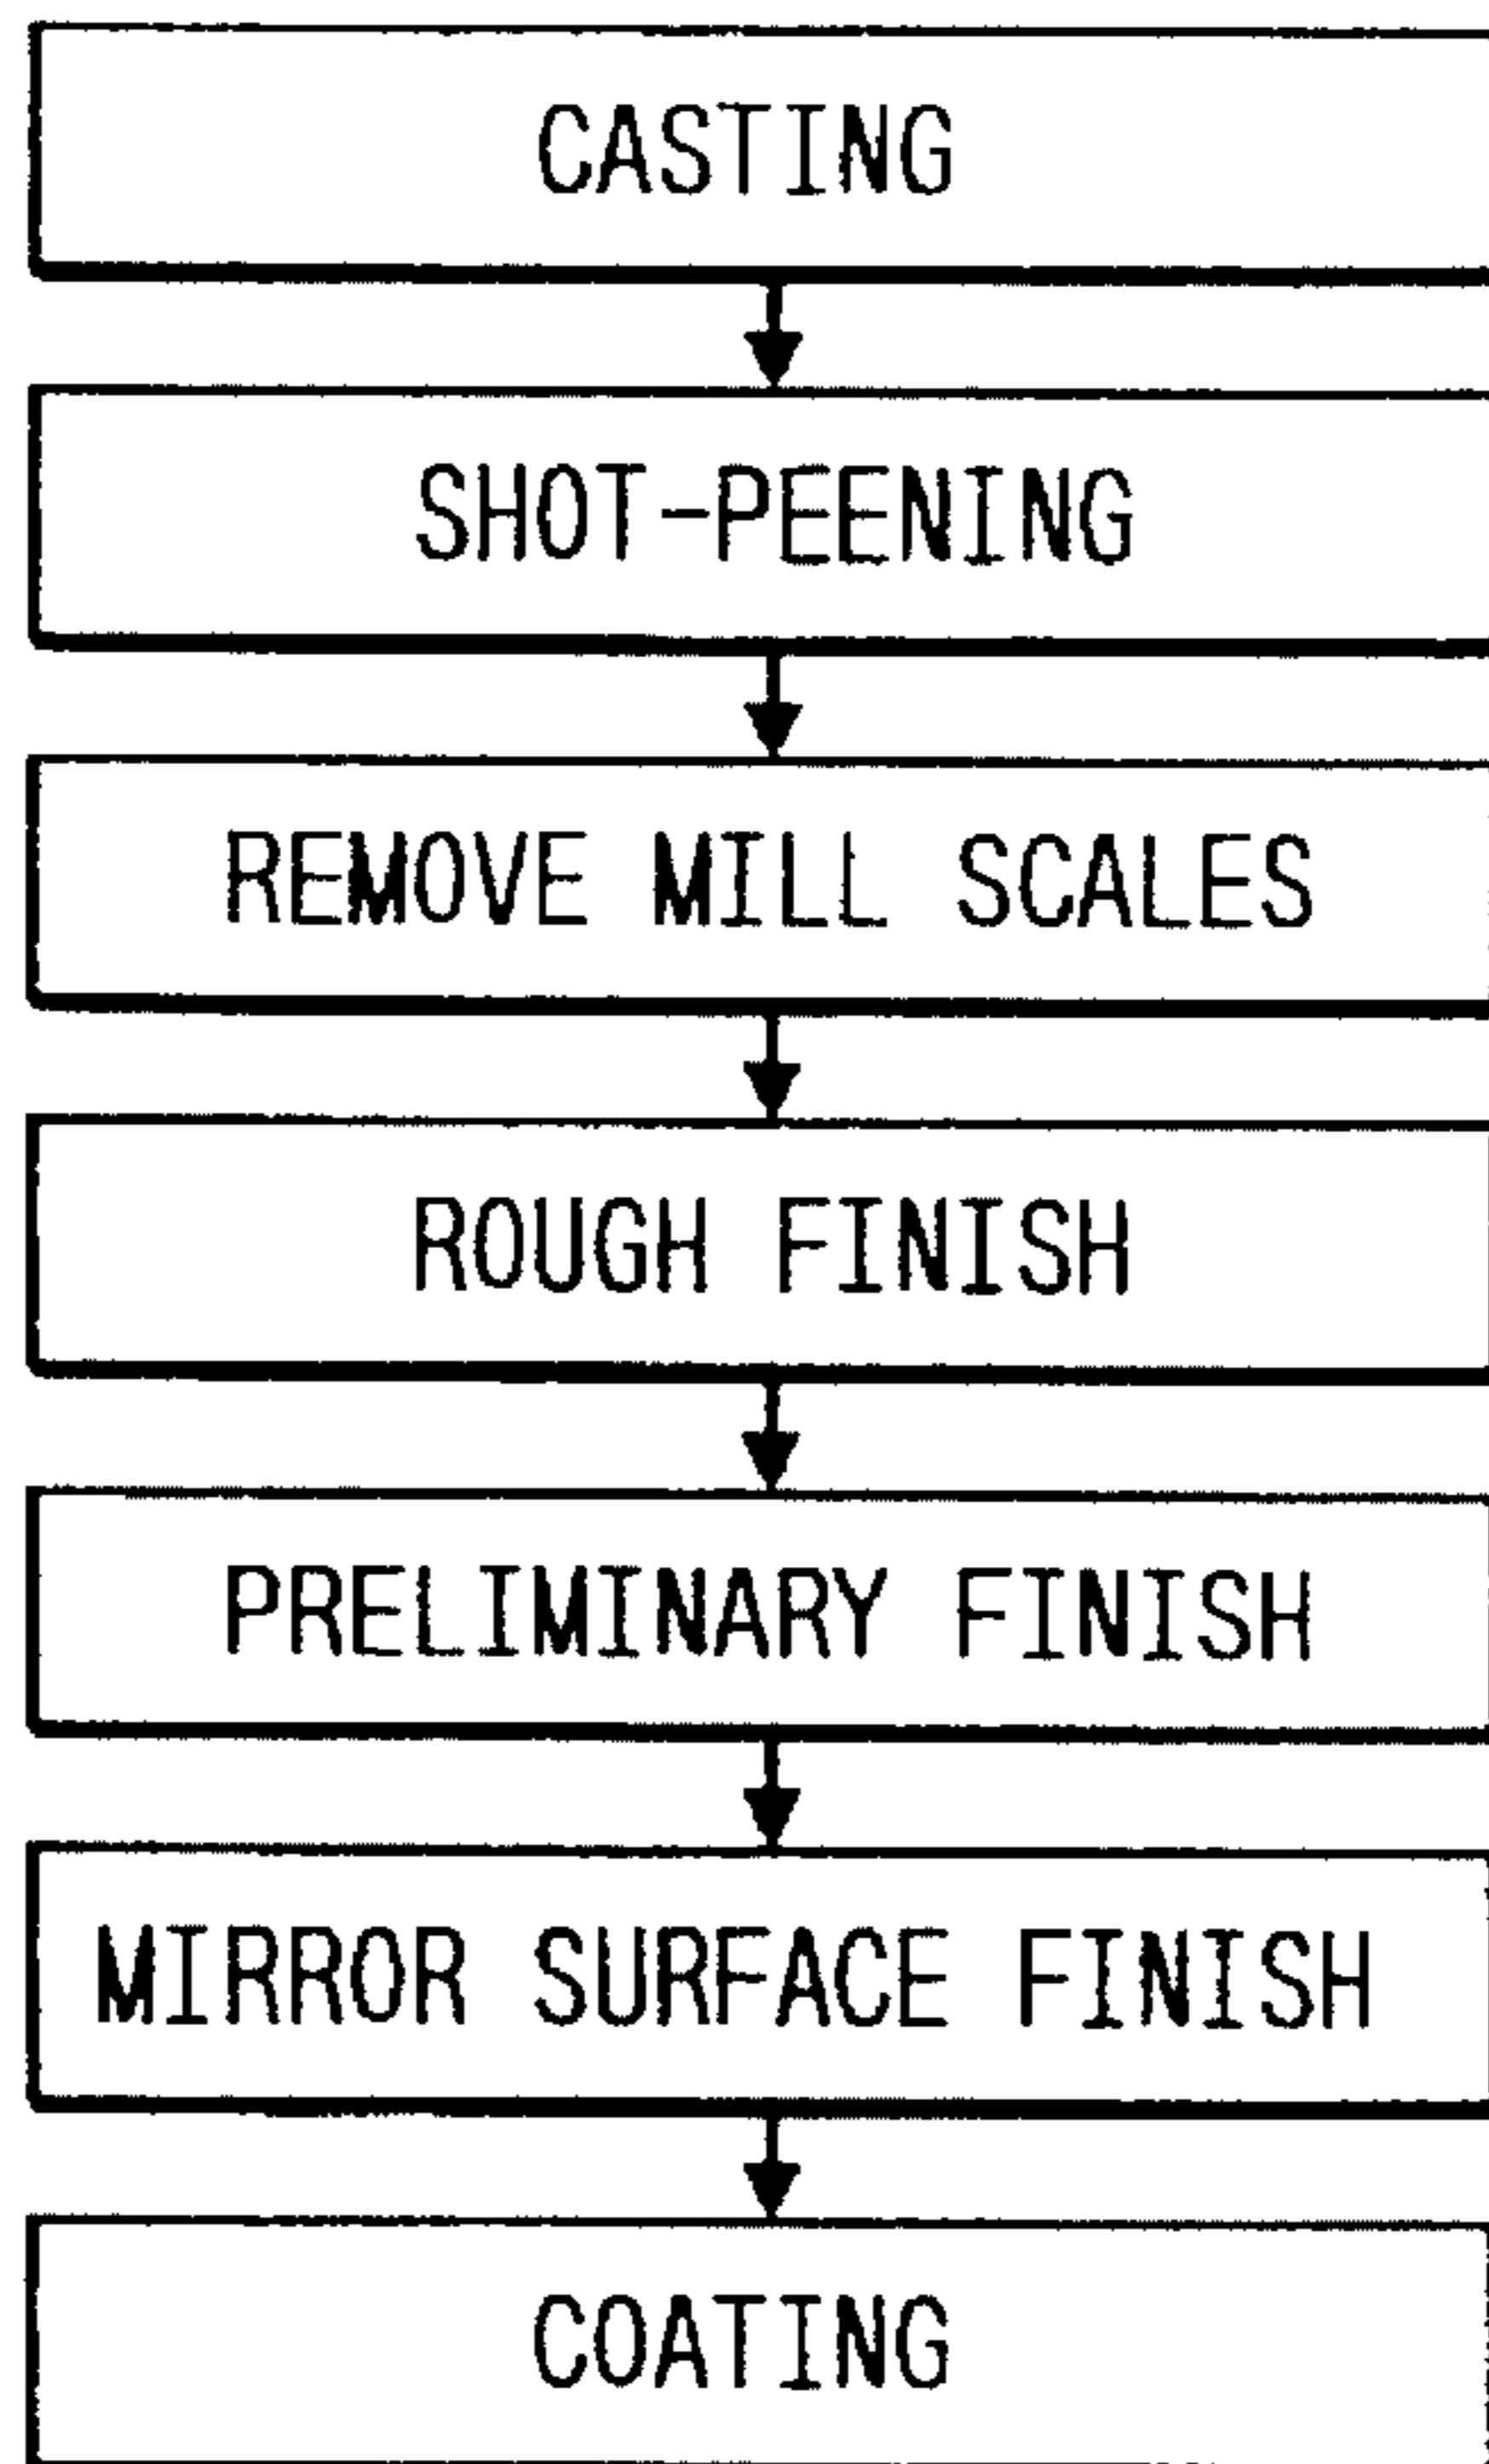 CASTING
SHOT-PEENING
REMOVE MILL SCALES
ROUGH FINISH
PRELIMINARY FINISH
MIRROR SURFACE FINISH
COATING